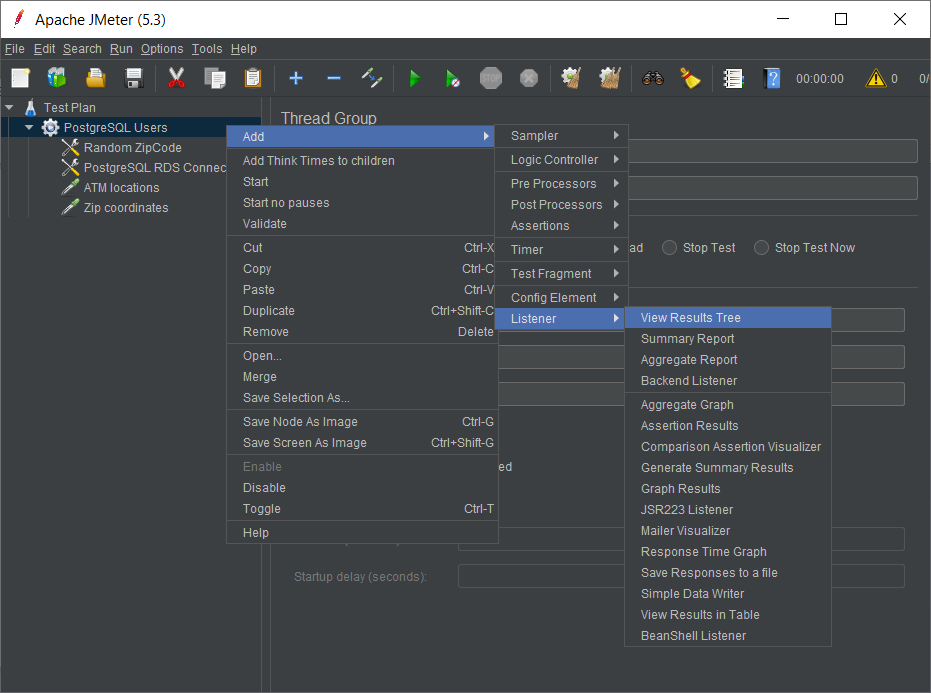 Apache JMeter (5.3)
File Edit Search Run Options Tools Help
STOP
00:00:00
0
0/
Test Plan
PostgreSQL Users
Random ZipCode
PostgreSQL RDS Connec
ATM locations
Zip coordinates
Thread Group
ad
Stop Test
Stop Test Now
ed
Startup delay (seconds):
Add
Add Think Times to children
Start
Start no pauses
Validate
Cut Ctrl-X
Copy Ctrl-C
Paste Ctrl-V
Duplicate Ctrl+Shift-C
Remove Delete
Open...
Merge
Save Selection As...
Save Node As Image Ctrl-G
Save Screen As Image Ctrl+Shift-G
Enable
Disable
Toggle Ctrl-T
Help
Sampler
Logic Controller
Pre Processors
Post Processors
Assertions
Timer
Test Fragment
Config Element
Listener
View Results Tree
Summary Report
Aggregate Report
Backend Listener
Aggregate Graph
Assertion Results
Comparison Assertion Visualizer
Generate Summary Results
Graph Results
JSR223 Listener
Mailer Visualizer
Response Time Graph
Save Responses to a file
Simple Data Writer
View Results in Table
BeanShell Listener